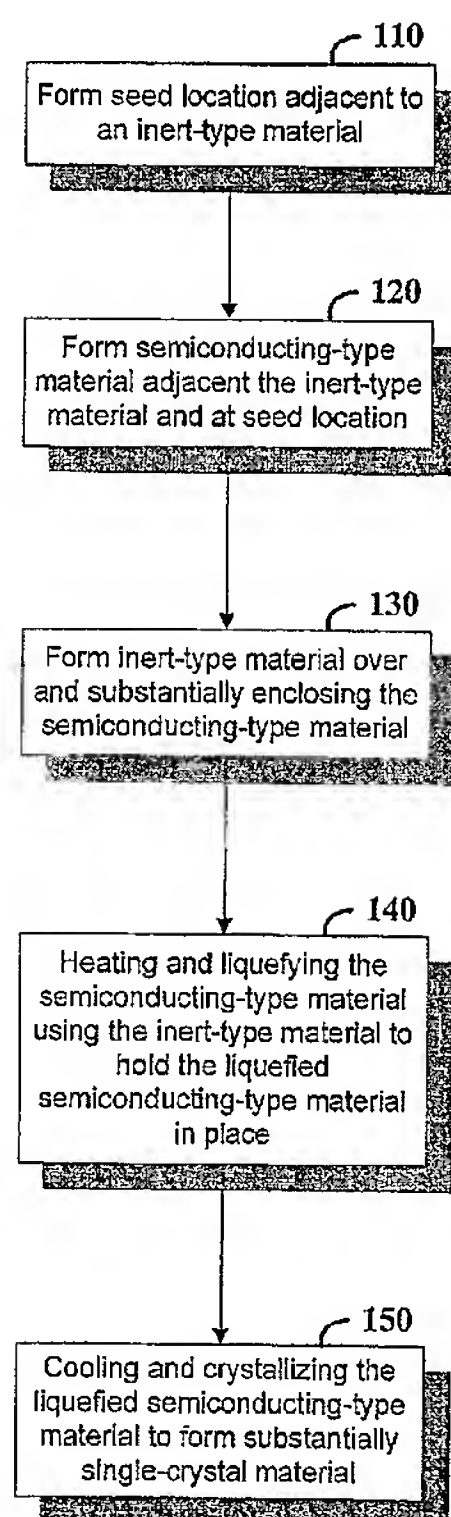 110
Form seed location adjacent to
an inert-type material
120
Form semiconducting-type
material adjacent the inert-type
material and at seed location
130
Form inert-type material over
and substantially enclosing the
semiconducting-type material
140
Heating and liquefying the
semiconducting-type material
using the inert-type material to
hold the liquefied
semiconducting-type material
in place
150
Cooling and crystallizing the
liquefied semiconducting-type
material to form substantially
single-crystal material